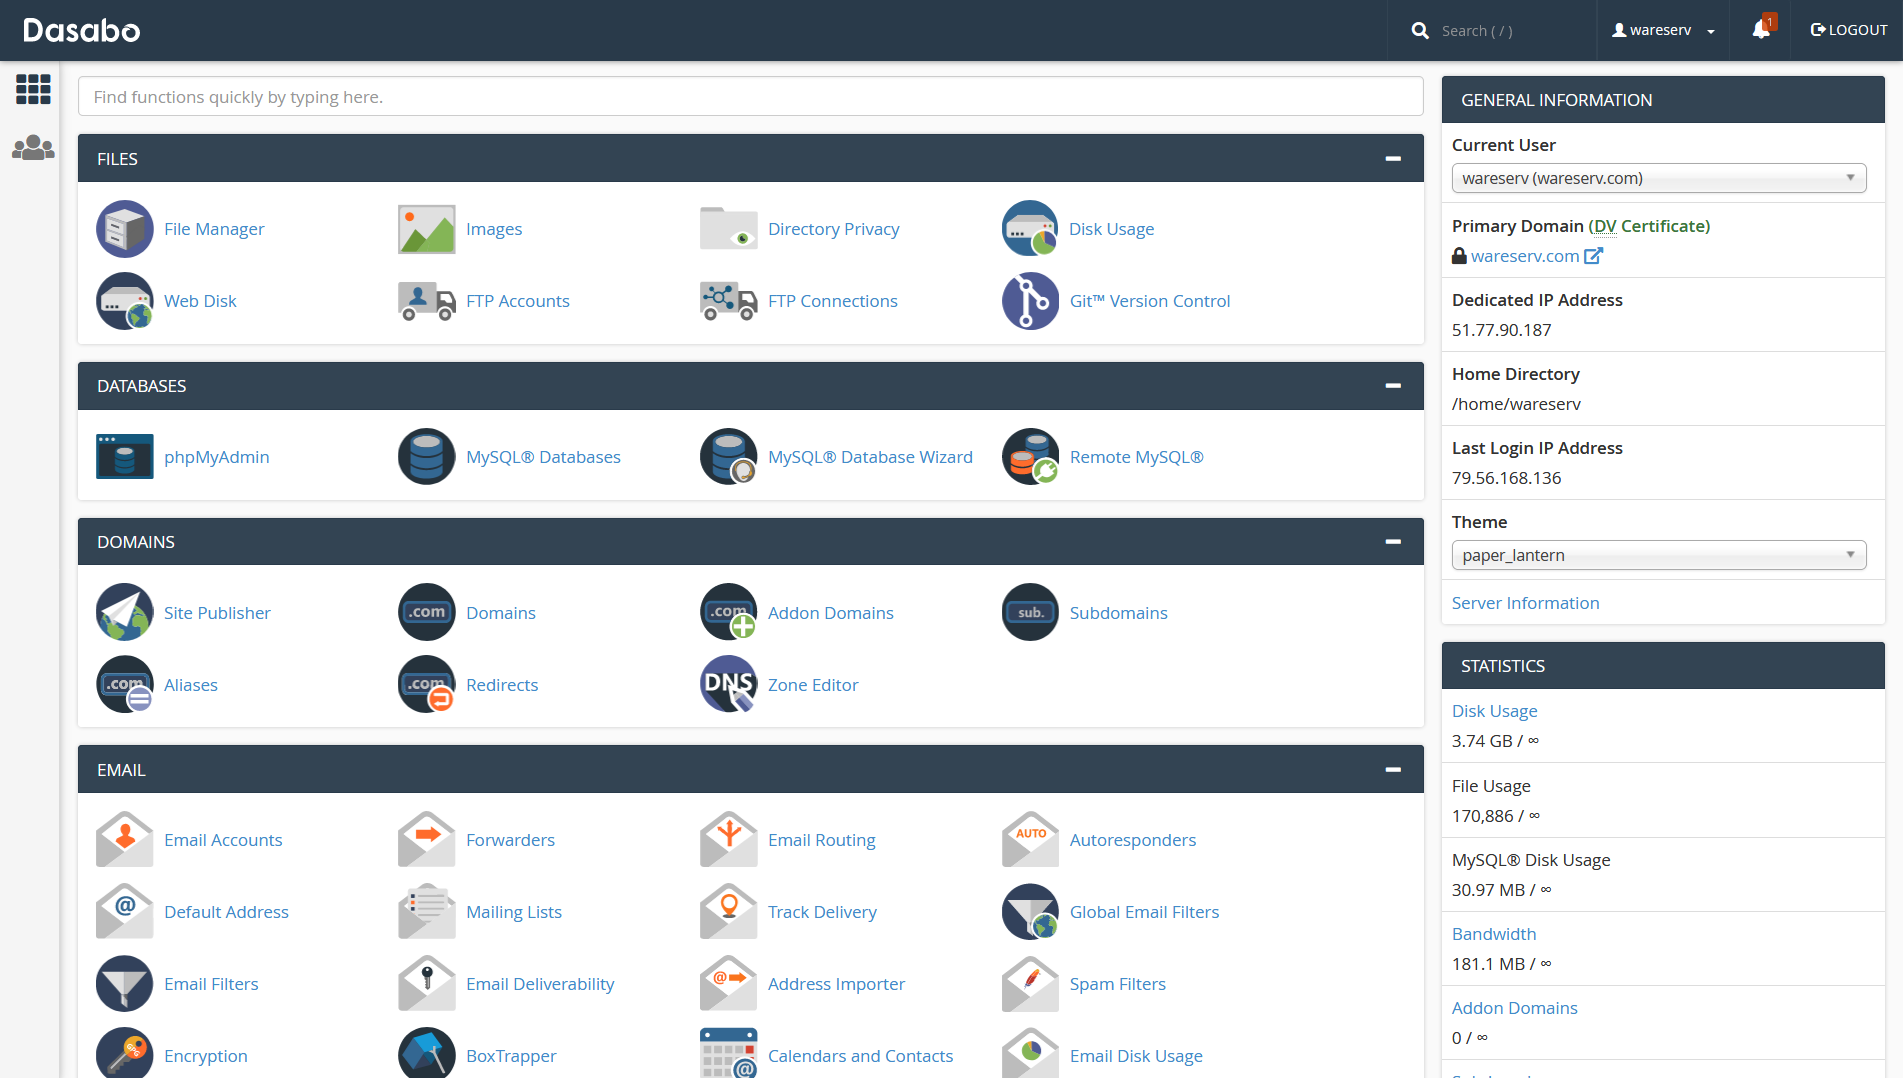 Dasabo
Search ( / )
wareserv
1
LOGOUT
Find functions quickly by typing here.
FILES
File Manager
Images
Directory Privacy
Disk Usage
Web Disk
FTP Accounts
FTP Connections
Git™ Version Control
DATABASES
phpMyAdmin
MySQL® Databases
MySQL® Database Wizard
Remote MySQL®
DOMAINS
Site Publisher
.com
Domains
.com
Addon Domains
sub.
Subdomains
.com
Aliases
.com
Redirects
DNS
Zone Editor
EMAIL
Email Accounts
Forwarders
Email Routing
AUTO
Autoresponders
@
Default Address
Mailing Lists
Track Delivery
Global Email Filters
Email Filters
Email Deliverability
@
Address Importer
Spam Filters
GPG
Encryption
BoxTrapper
@
Calendars and Contacts
Email Disk Usage
GENERAL INFORMATION
Current User
wareserv (wareserv.com)
Primary Domain (DV Certificate)
wareserv.com
Dedicated IP Address
51.77.90.187
Home Directory
/home/wareserv
Last Login IP Address
79.56.168.136
Theme
paper_lantern
Server Information
STATISTICS
Disk Usage
3.74 GB / ∞
File Usage
170,886 / ∞
MySQL® Disk Usage
30.97 MB / ∞
Bandwidth
181.1 MB / ∞
Addon Domains
0 / ∞